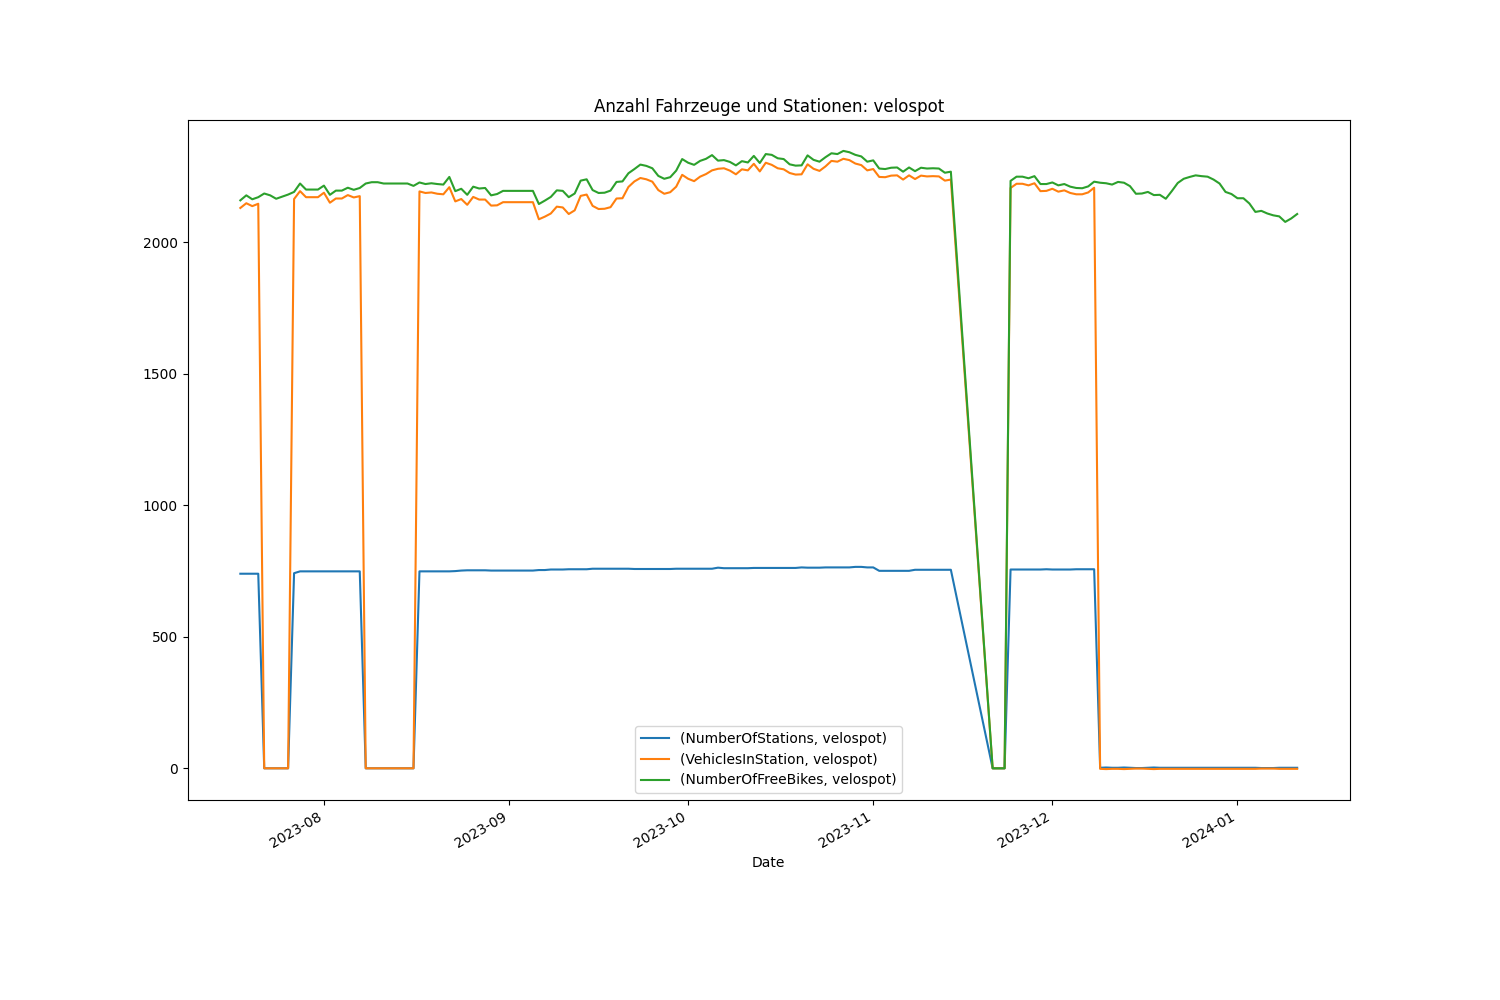 Anzahl Fahrzeuge und Stationen: velospot
2000
1500
1000
500
0
(NumberOfStations, velospot)
(VehiclesInStation, velospot)
(NumberOfFreeBikes, velospot)
2023-08
2023-09
2023-10
2023-11
2023-12
2024-01
Date